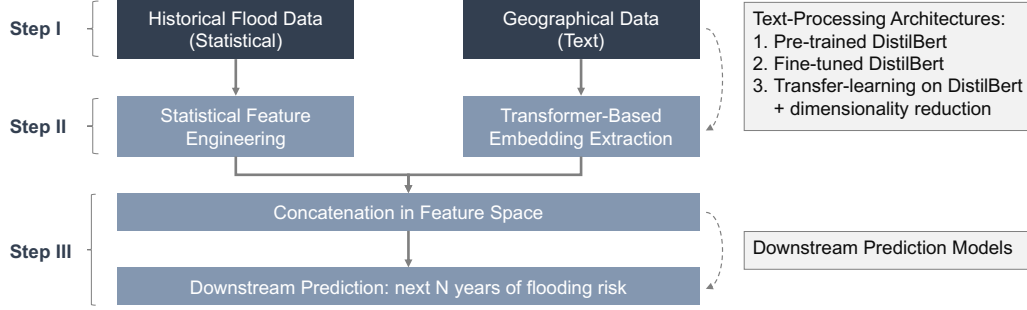 Step I
Historical Flood Data
(Statistical)
Geographical Data
(Text)
Text-Processing Architectures:
1. Pre-trained DistilBert
2. Fine-tuned DistilBert
3. Transfer-learning on DistilBert
+ dimensionality reduction
Step II
Statistical Feature
Engineering
Transformer-Based
Embedding Extraction
Step III
Concatenation in Feature Space
Downstream Prediction Models
Downstream Prediction: next N years of flooding risk